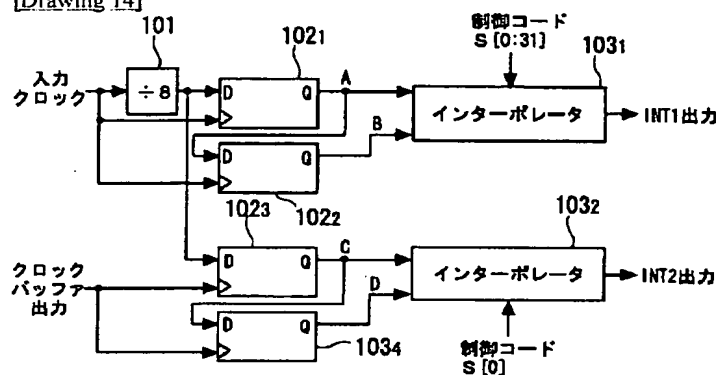 [Drawing 14]
101
÷8
入力
クロック
1021
D Q
A
B
D Q
1022
制御コード
S [0:31]
1031
インターポレータ
INT1出力
1023
D Q
C
D
クロック
バッファ
出力
D Q
1034
1032
インターポレータ
INT2出力
制御コード
S [0]